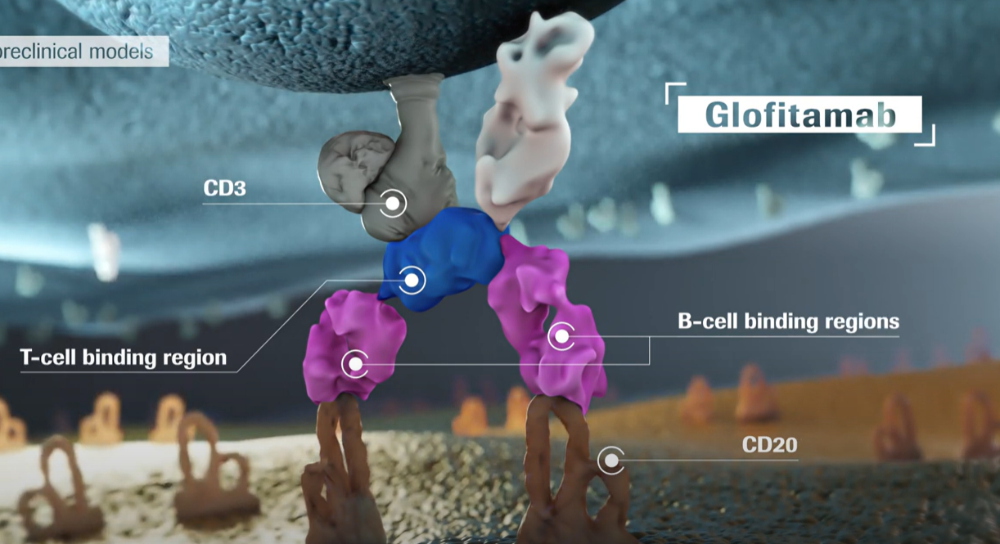 preclinical models
Glofitamab
CD3
B-cell binding regions
T-cell binding region
CD20